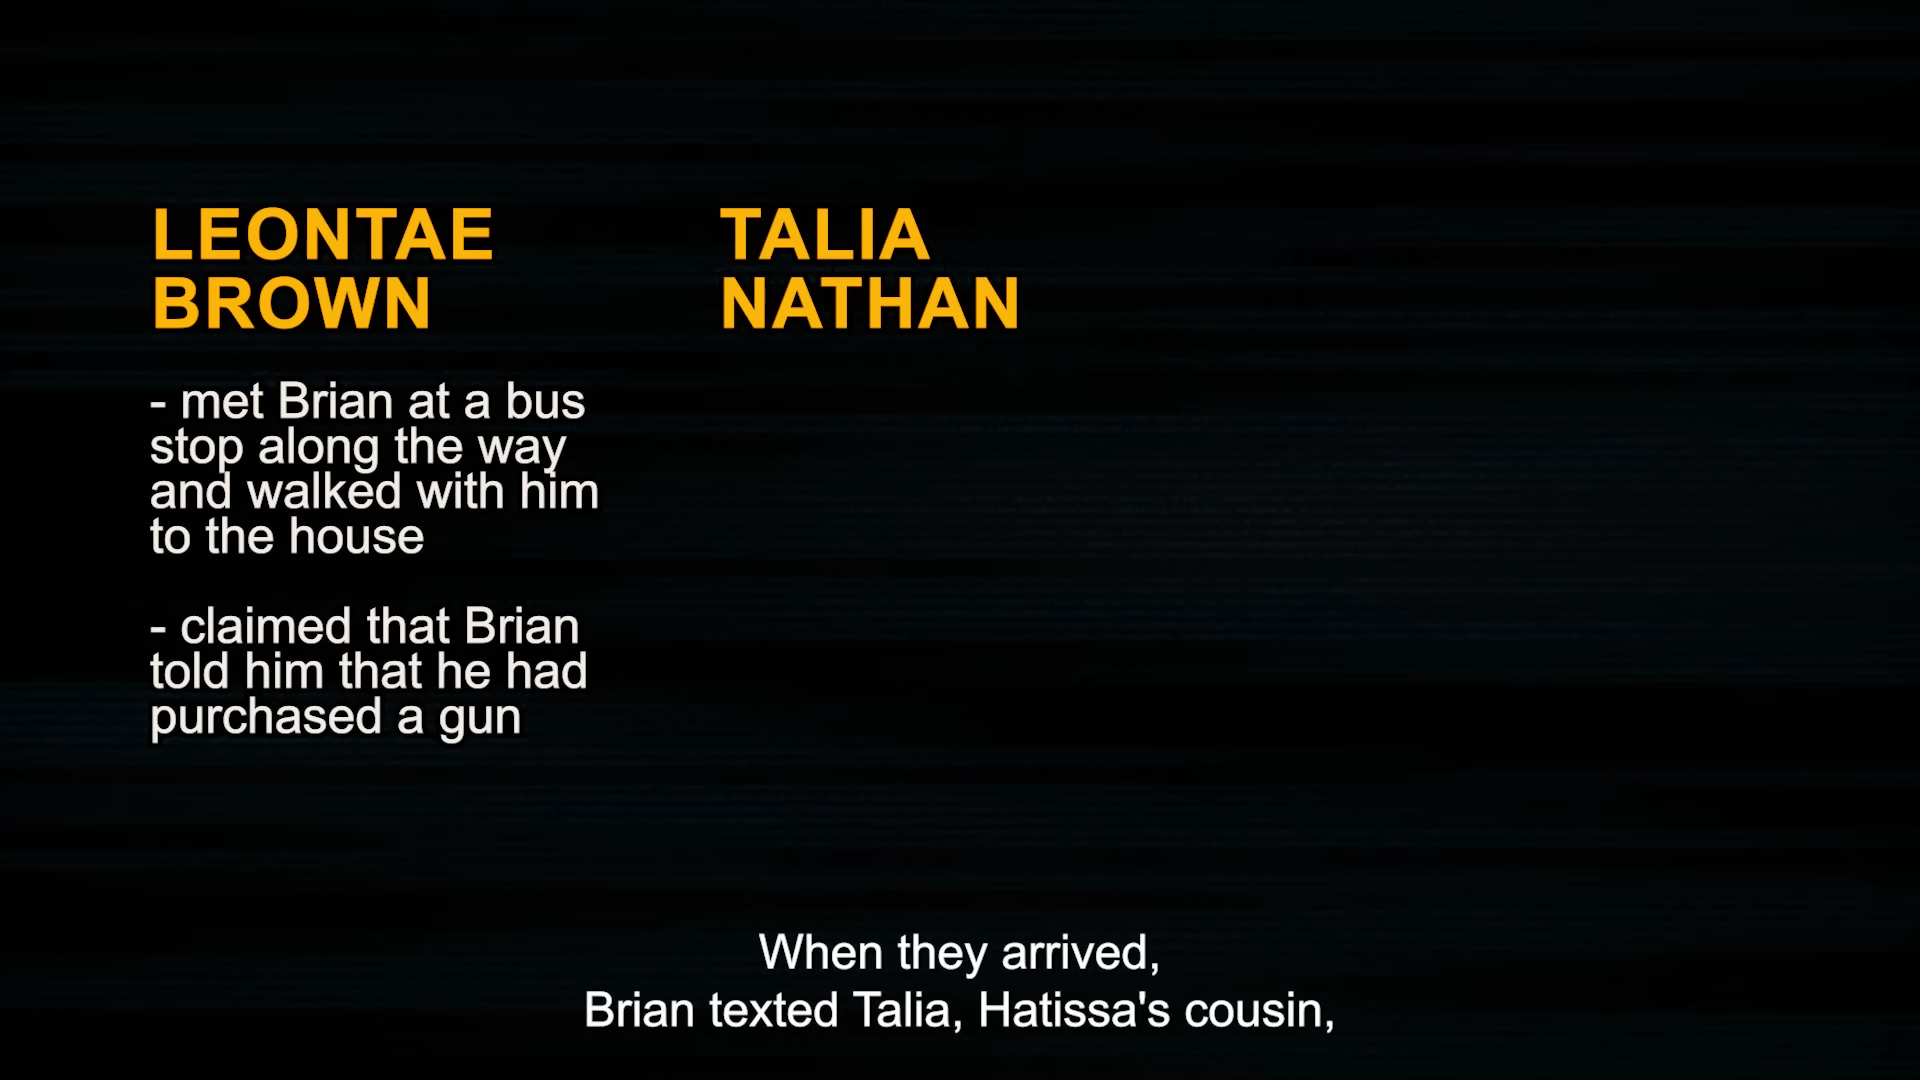 LEONTAE
BROWN
- met Brian at a bus
stop along the way
and walked with him
to the house
- claimed that Brian
told him that he had
purchased a gun
TALIA
NATHAN
When they arrived,
Brian texted Talia, Hatissa's cousin,